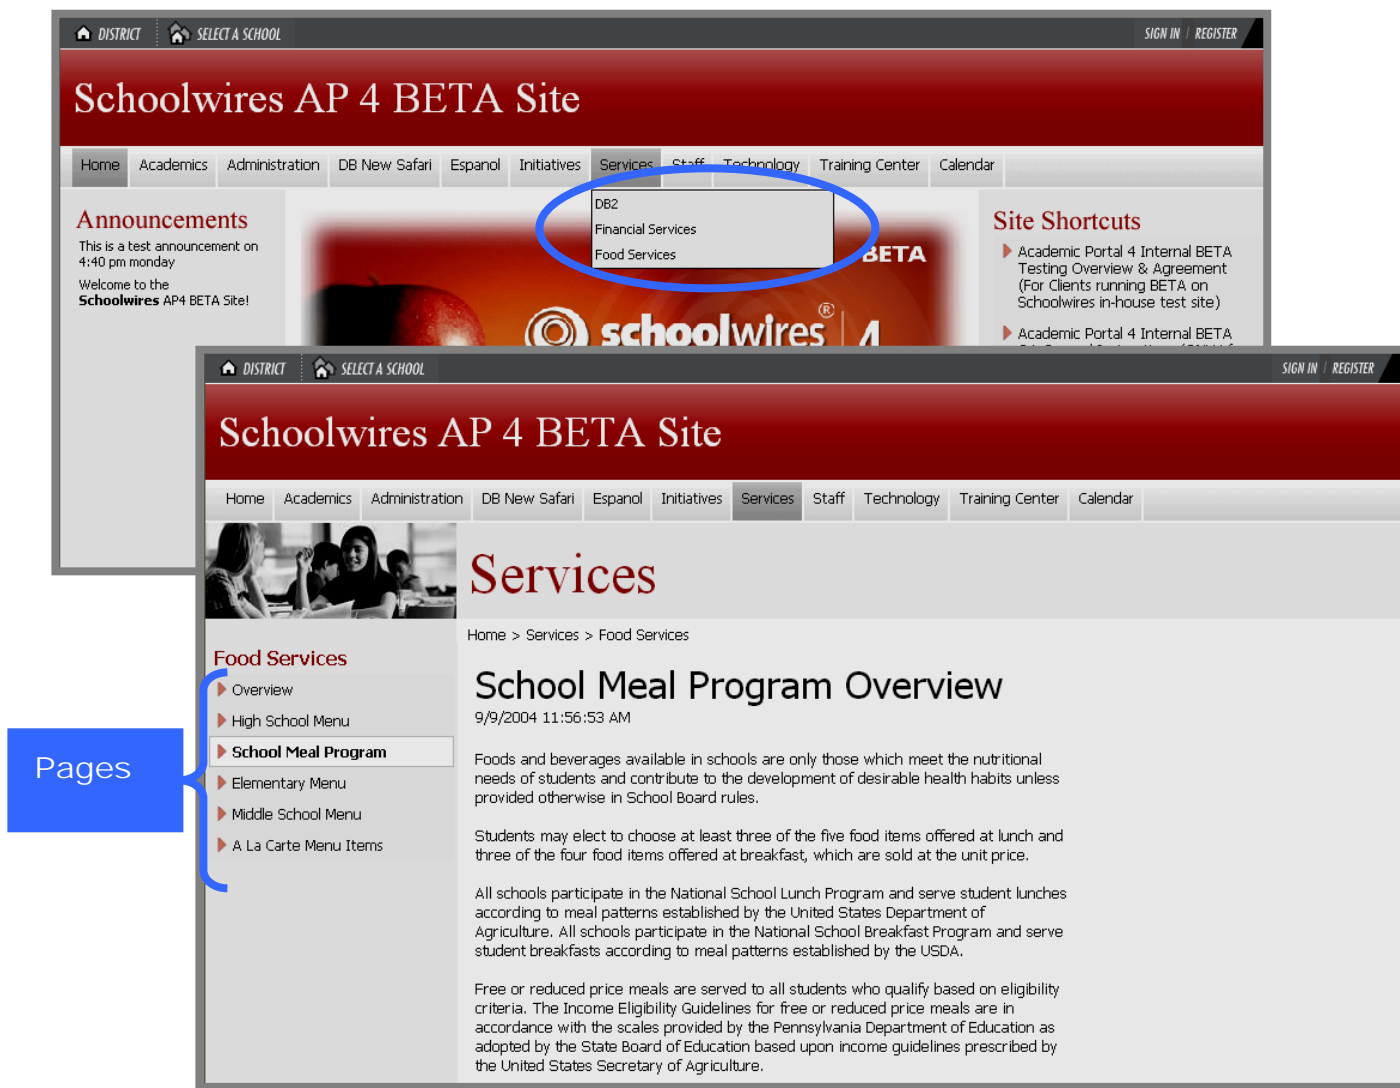 DISTRICT SELECT A SCHOOL SIGN IN / REGISTER
Schoolwires AP 4 BETA Site
Home Academics Administration DB New Safari Espanol Initiatives Services Staff Technology Training Center Calendar
DB2
Financial Services
Food Services
Announcements
This is a test announcement on
4:40 pm monday
Welcome to the
Schoolwires AP4 BETA Site!
BETA
schoolwires® 4
Site Shortcuts
Academic Portal 4 Internal BETA
Testing Overview & Agreement
(For Clients running BETA on
Schoolwires in-house test site)
Academic Portal 4 Internal BETA
DISTRICT SELECT A SCHOOL SIGN IN / REGISTER
Schoolwires AP 4 BETA Site
Home Academics Administration DB New Safari Espanol Initiatives Services Staff Technology Training Center Calendar
Services
Home > Services > Food Services
Pages
Food Services
Overview
High School Menu
School Meal Program
Elementary Menu
Middle School Menu
A La Carte Menu Items
School Meal Program Overview
9/9/2004 11:56:53 AM
Foods and beverages available in schools are only those which meet the nutritional
needs of students and contribute to the development of desirable health habits unless
provided otherwise in School Board rules.
Students may elect to choose at least three of the five food items offered at lunch and
three of the four food items offered at breakfast, which are sold at the unit price.
All schools participate in the National School Lunch Program and serve student lunches
according to meal patterns established by the United States Department of
Agriculture. All schools participate in the National School Breakfast Program and serve
student breakfasts according to meal patterns established by the USDA.
Free or reduced price meals are served to all students who qualify based on eligibility
criteria. The Income Eligibility Guidelines for free or reduced price meals are in
accordance with the scales provided by the Pennsylvania Department of Education as
adopted by the State Board of Education based upon income guidelines prescribed by
the United States Secretary of Agriculture.